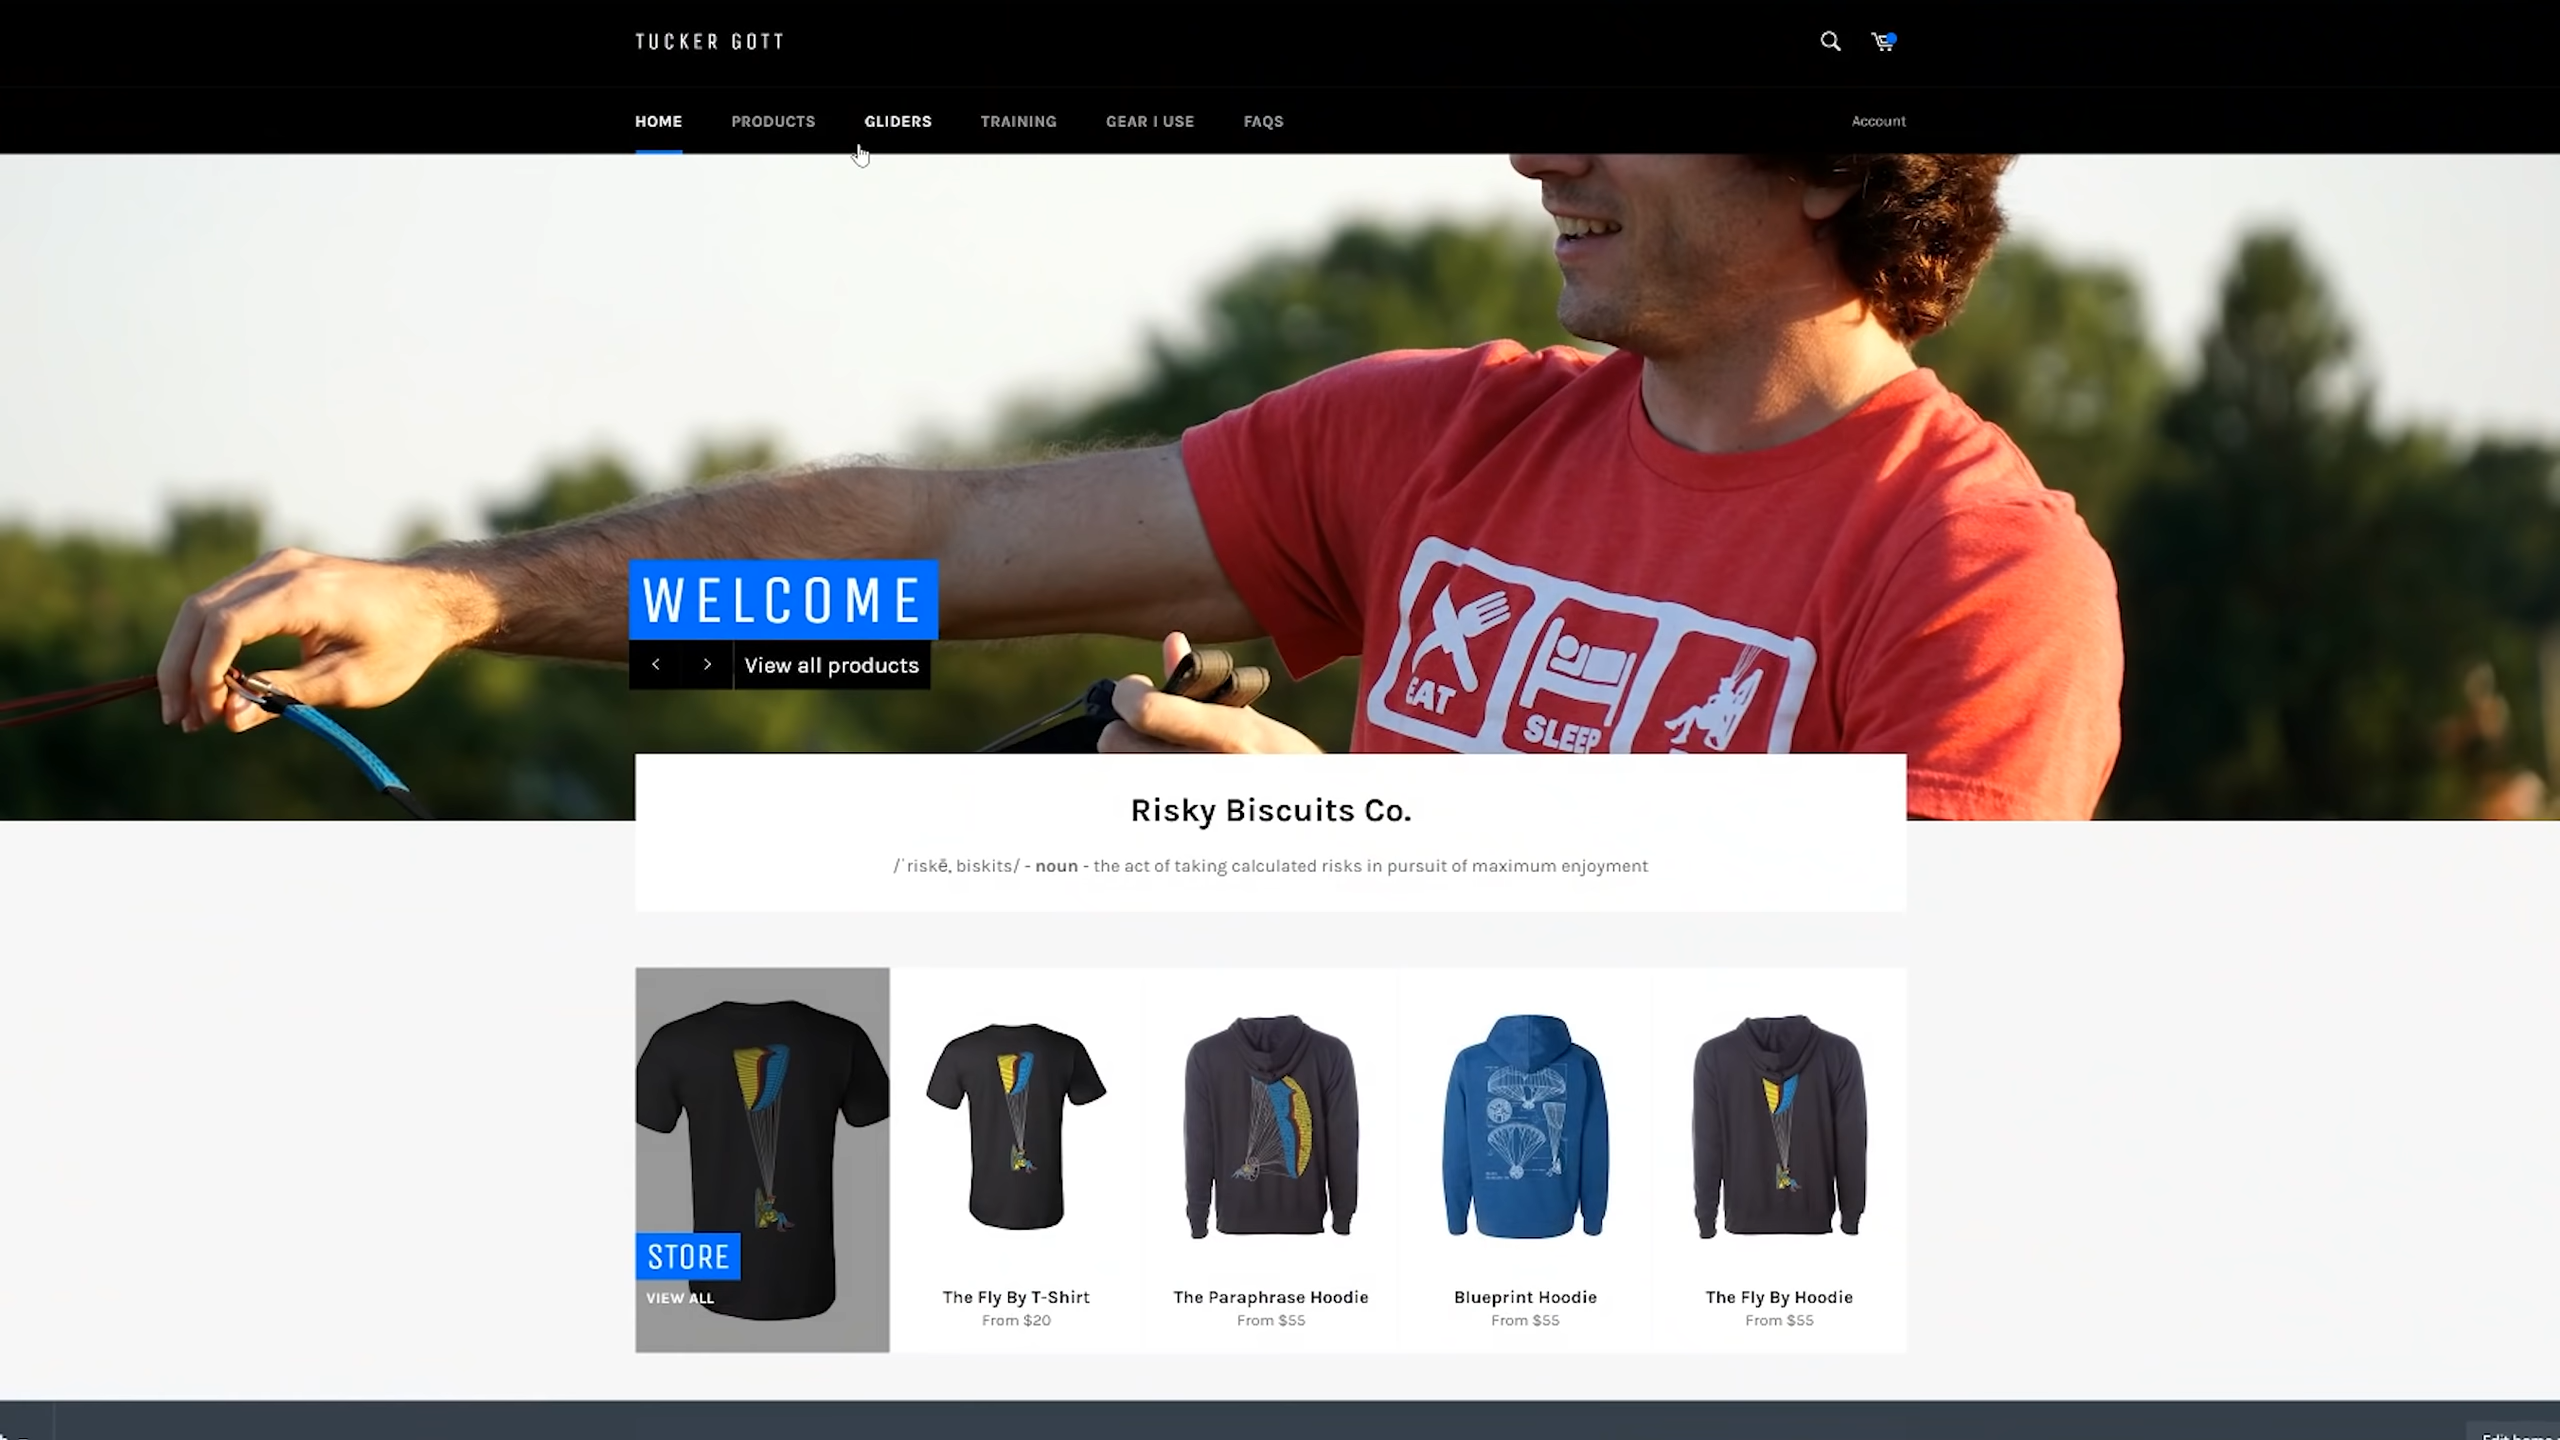 TUCKER GOTT
HOME PRODUCTS GLIDERS TRAINING GEAR I USE FAQS Account
EAT
SLEEP
WELCOME
View all products
Risky Biscuits Co.
/ˈriskē, biskits/ - noun - the act of taking calculated risks in pursuit of maximum enjoyment
STORE
VIEW ALL
The Fly By T-Shirt
From $20
The Paraphrase Hoodie
From $55
Blueprint Hoodie
From $55
The Fly By Hoodie
From $55